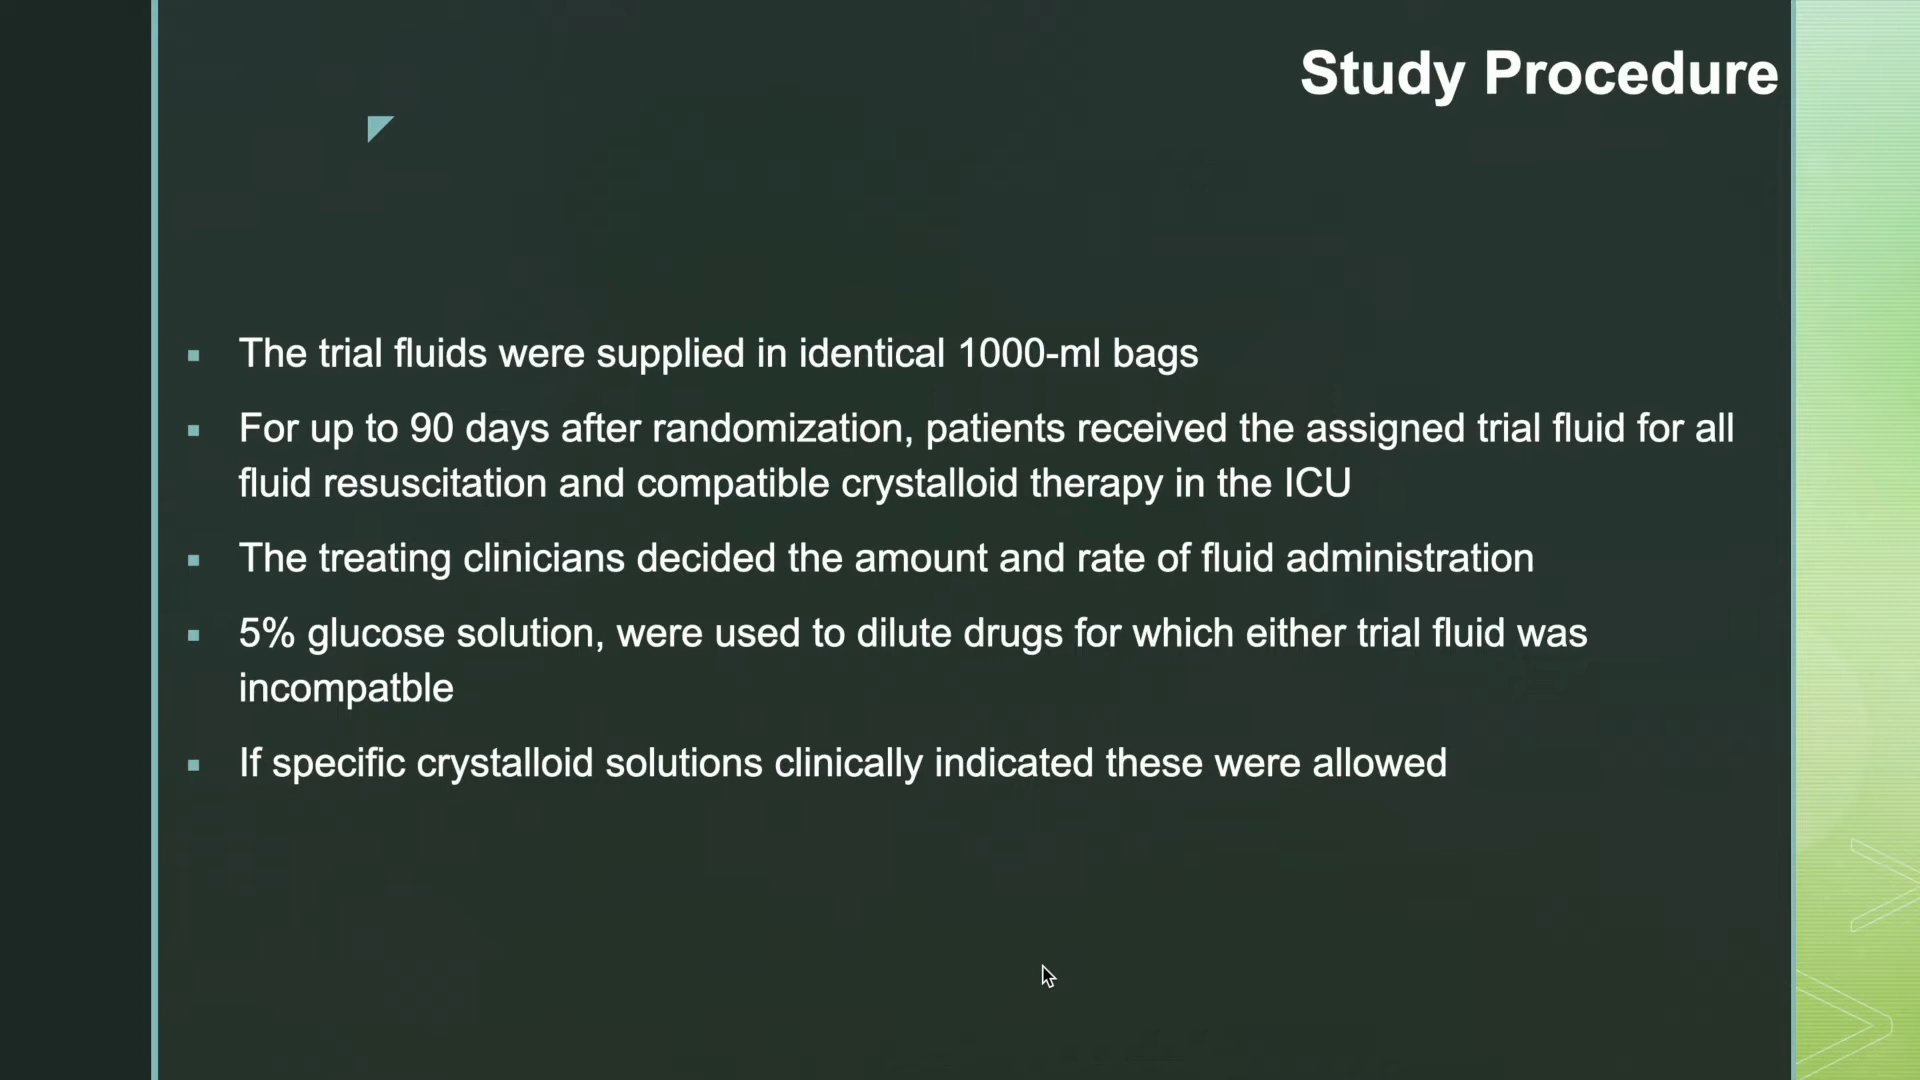 Study Procedure
The trial fluids were supplied in identical 1000-ml bags
For up to 90 days after randomization, patients received the assigned trial fluid for all
fluid resuscitation and compatible crystalloid therapy in the ICU
The treating clinicians decided the amount and rate of fluid administration
5% glucose solution, were used to dilute drugs for which either trial fluid was
incompatble
If specific crystalloid solutions clinically indicated these were allowed